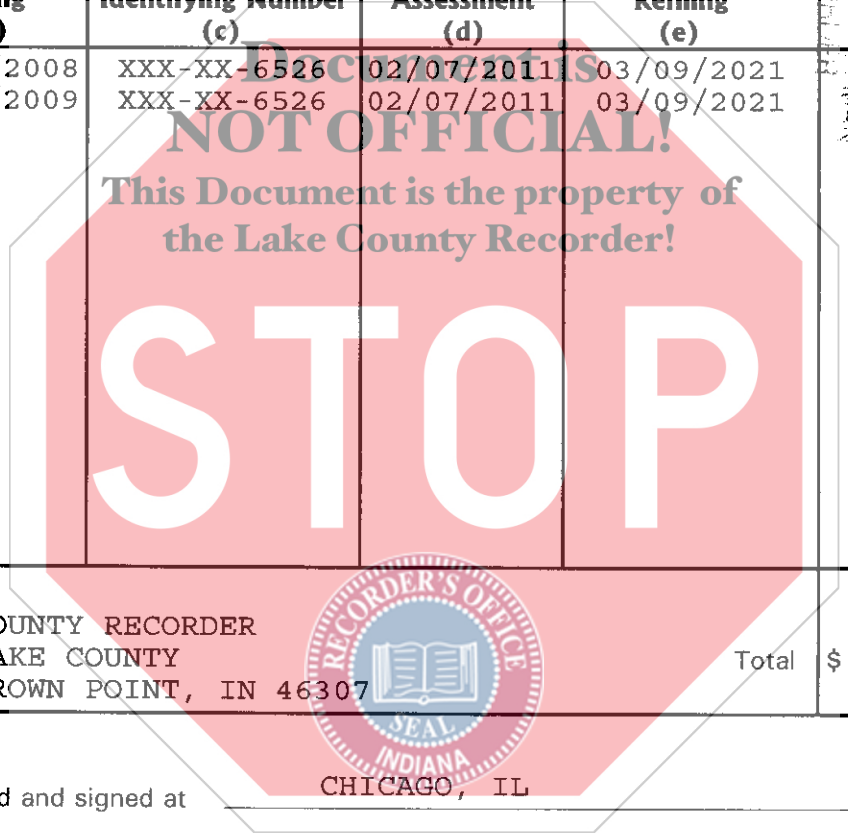 Identifying Number Assessment Refiling
(c) (d) (e)
2008 XXX-XX-6526 02/07/2011 03/09/2021
2009 XXX-XX-6526 02/07/2011 03/09/2021
Document is
NOT OFFICIAL!
This Document is the property of
the Lake County Recorder!
STOP
OUNTY RECORDER
AKE COUNTY
ROWN POINT, IN 46307
Total $
RECORDER'S OFFICE
SEAL
INDIANA
d and signed at CHICAGO, IL